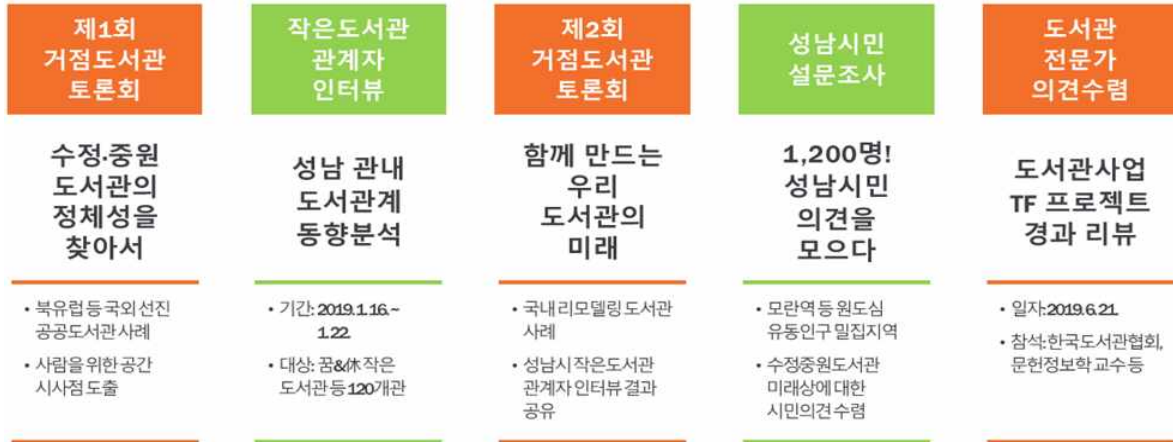 제1회
거점도서관
토론회
수정·중원
도서관의
정체성을
찾아서
• 북유럽 등 국외 선진
공공도서관 사례
• 사람을 위한 공간
시사점 도출
작은도서관
관계자
인터뷰
성남 관내
도서관계
동향분석
• 기간: 2019.1.16.~
1.22.
• 대상: 꿈&休 작은
도서관 등 120개관
제2회
거점도서관
토론회
함께 만드는
우리
도서관의
미래
• 국내 리모델링 도서관
사례
• 성남시 작은도서관
관계자 인터뷰 결과
공유
성남시민
설문조사
1,200명!
성남시민
의견을
모으다
• 모란역 등 원도심
유동인구 밀집지역
• 수정중원도서관
미래상에 대한
시민의견 수렴
도서관
전문가
의견수렴
도서관사업
TF 프로젝트
경과 리뷰
• 일자:2019.6.21.
• 참석:한국도서관협회,
문헌정보학 교수 등